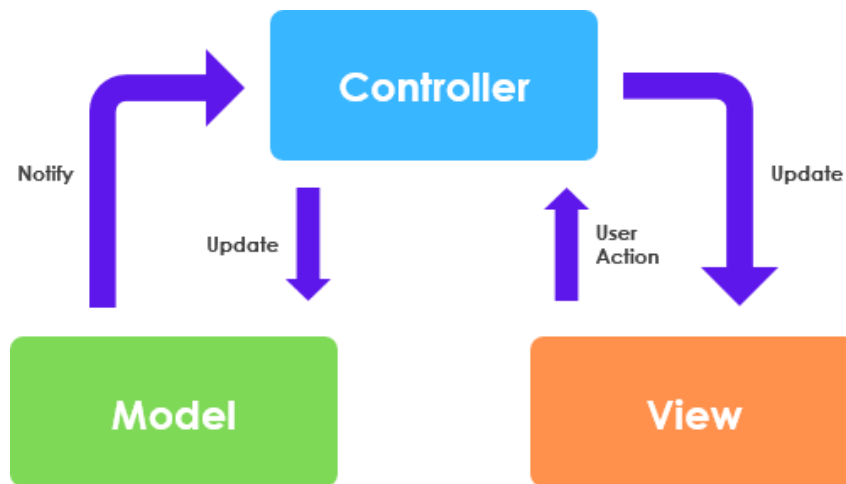 Controller
Notify
Update
Update
User
Action
Model
View